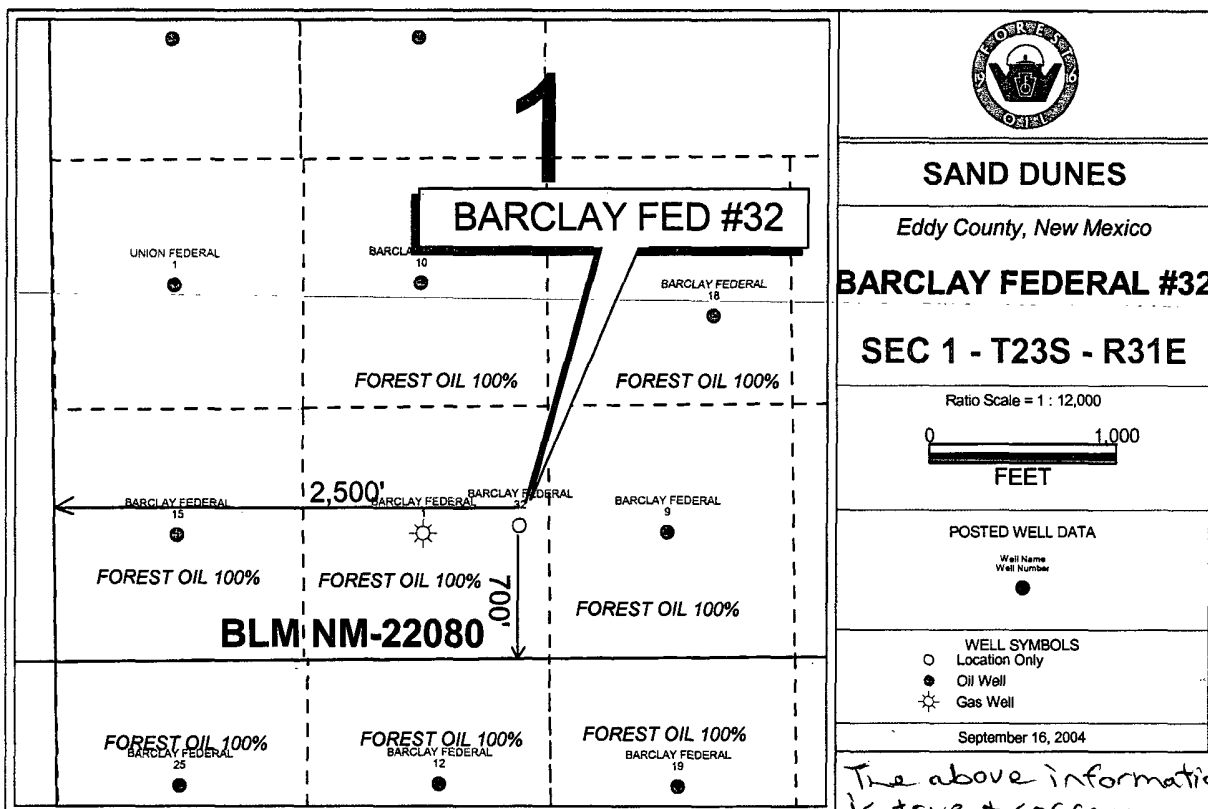 1
BARCLAY FED #32
UNION FEDERAL
1
10
BARCLAY FEDERAL
18
FOREST OIL 100%
FOREST OIL 100%
2,500'
BARCLAY FEDERAL
15
BARCLAY FEDERAL
BARCLAY FEDERAL
32
BARCLAY FEDERAL
9
FOREST OIL 100%
FOREST OIL 100%
700'
FOREST OIL 100%
BLM NM-22080
FOREST OIL 100%
BARCLAY FEDERAL
25
FOREST OIL 100%
BARCLAY FEDERAL
12
FOREST OIL 100%
BARCLAY FEDERAL
19
FOREST
OIL
SAND DUNES
Eddy County, New Mexico
BARCLAY FEDERAL #32
SEC 1 - T23S - R31E
Ratio Scale = 1 : 12,000
0 1,000
FEET
POSTED WELL DATA
Well Name
Well Number
WELL SYMBOLS
Location Only
Oil Well
Gas Well
September 16, 2004
The above
is true &